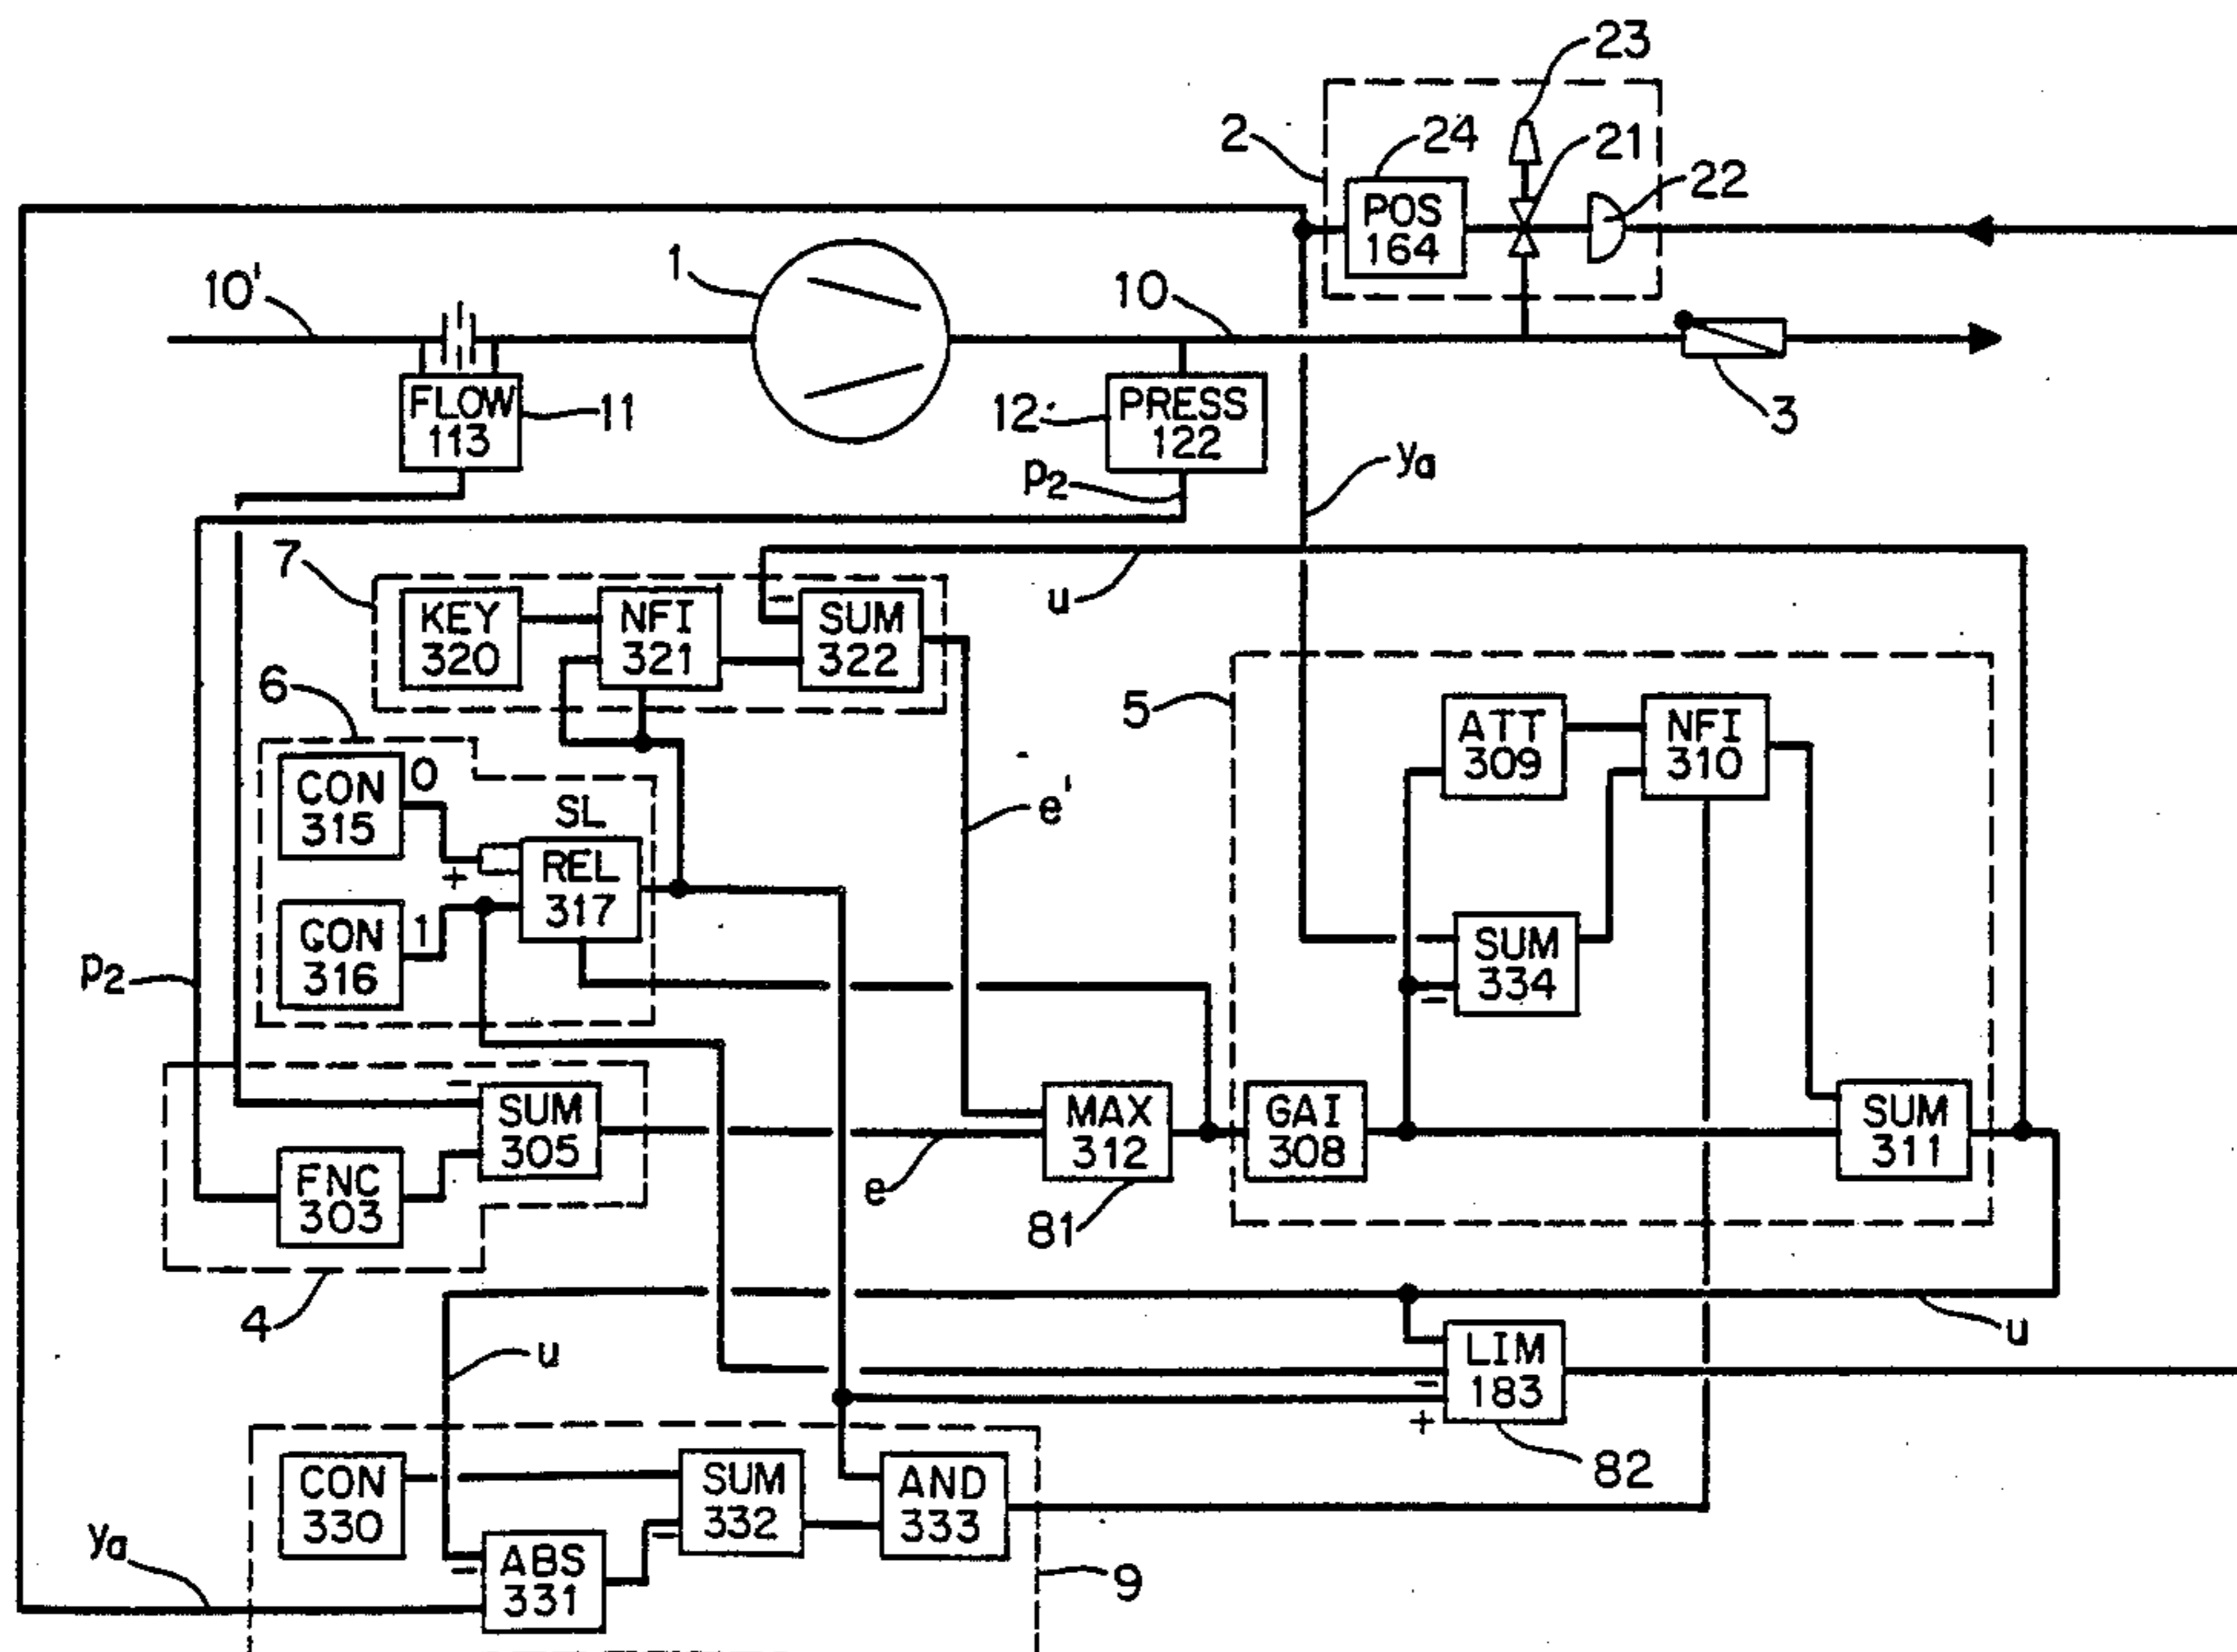 23
2
24
21
22
POS
164
1
10'
10
FLOW
113
11
12
PRESS
122
3
p2
ya
7
u
KEY
320
NFI
321
SUM
322
6
5
ATT
309
NFI
310
CON
315
0
SL
e'
+
REL
317
CON
316
1
SUM
334
p2
SUM
305
MAX
312
GAI
308
SUM
311
FNC
303
e
81
4
u
u
LIM
183
+
82
CON
330
SUM
332
AND
333
ya
ABS
331
9